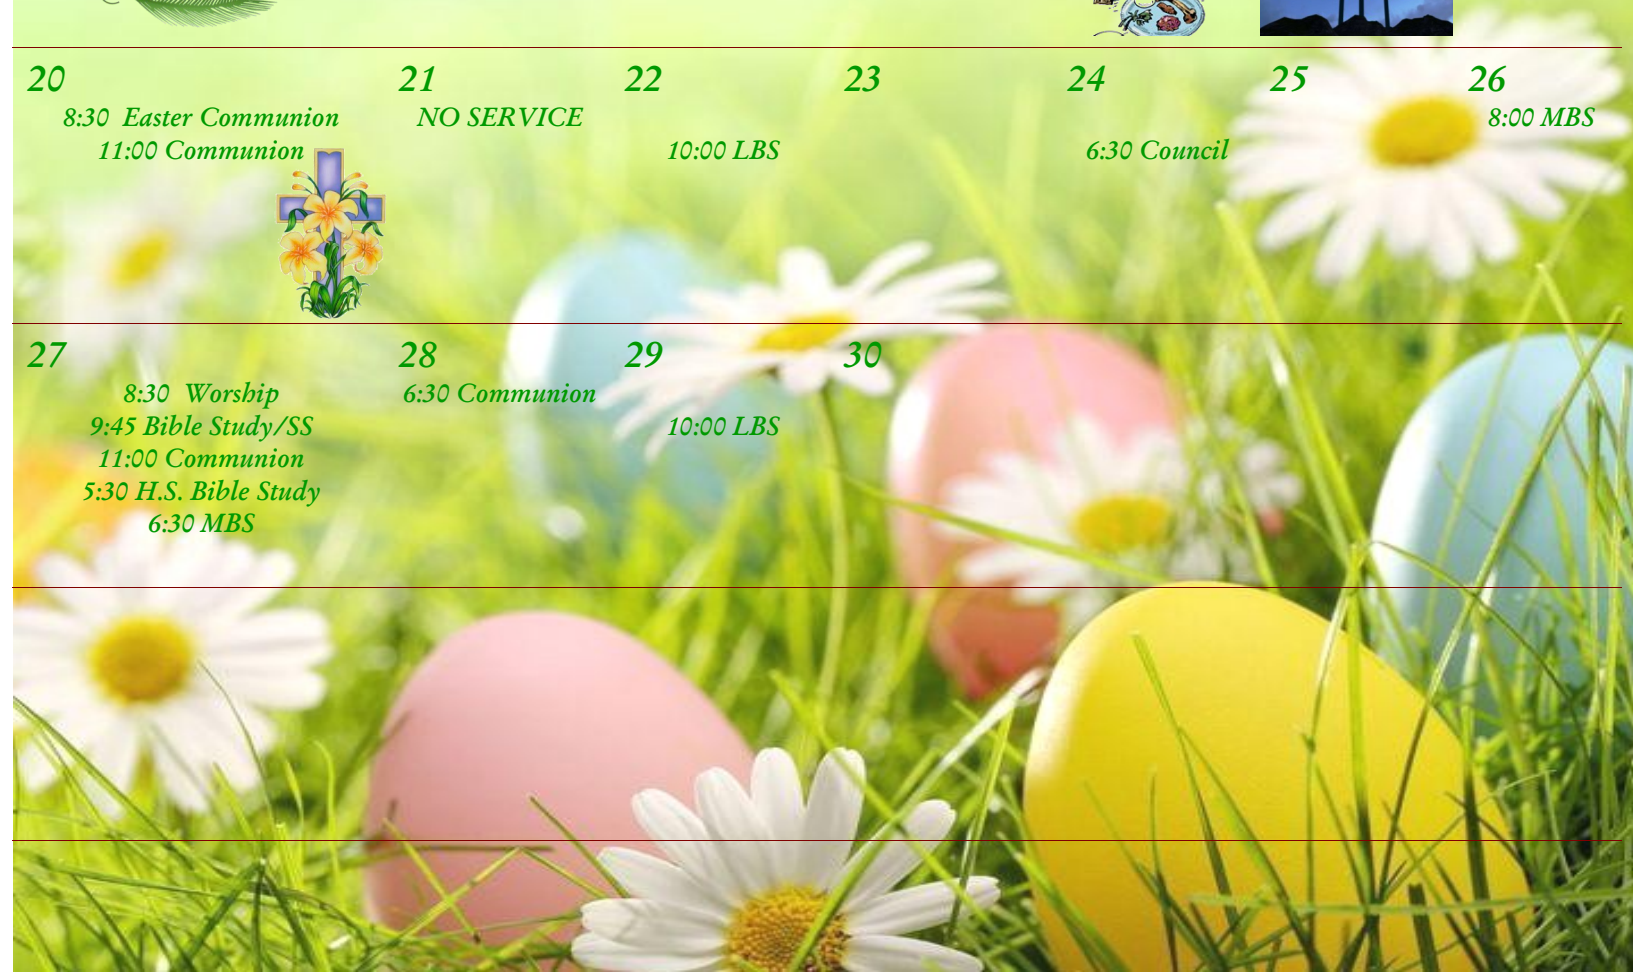 20
8:30 Easter Communion
11:00 Communion
21
NO SERVICE
22
10:00 LBS
23
24
6:30 Council
25
26
8:00 MBS
27
8:30 Worship
9:45 Bible Study/SS
11:00 Communion
5:30 H.S. Bible Study
6:30 MBS
28
6:30 Communion
29
10:00 LBS
30